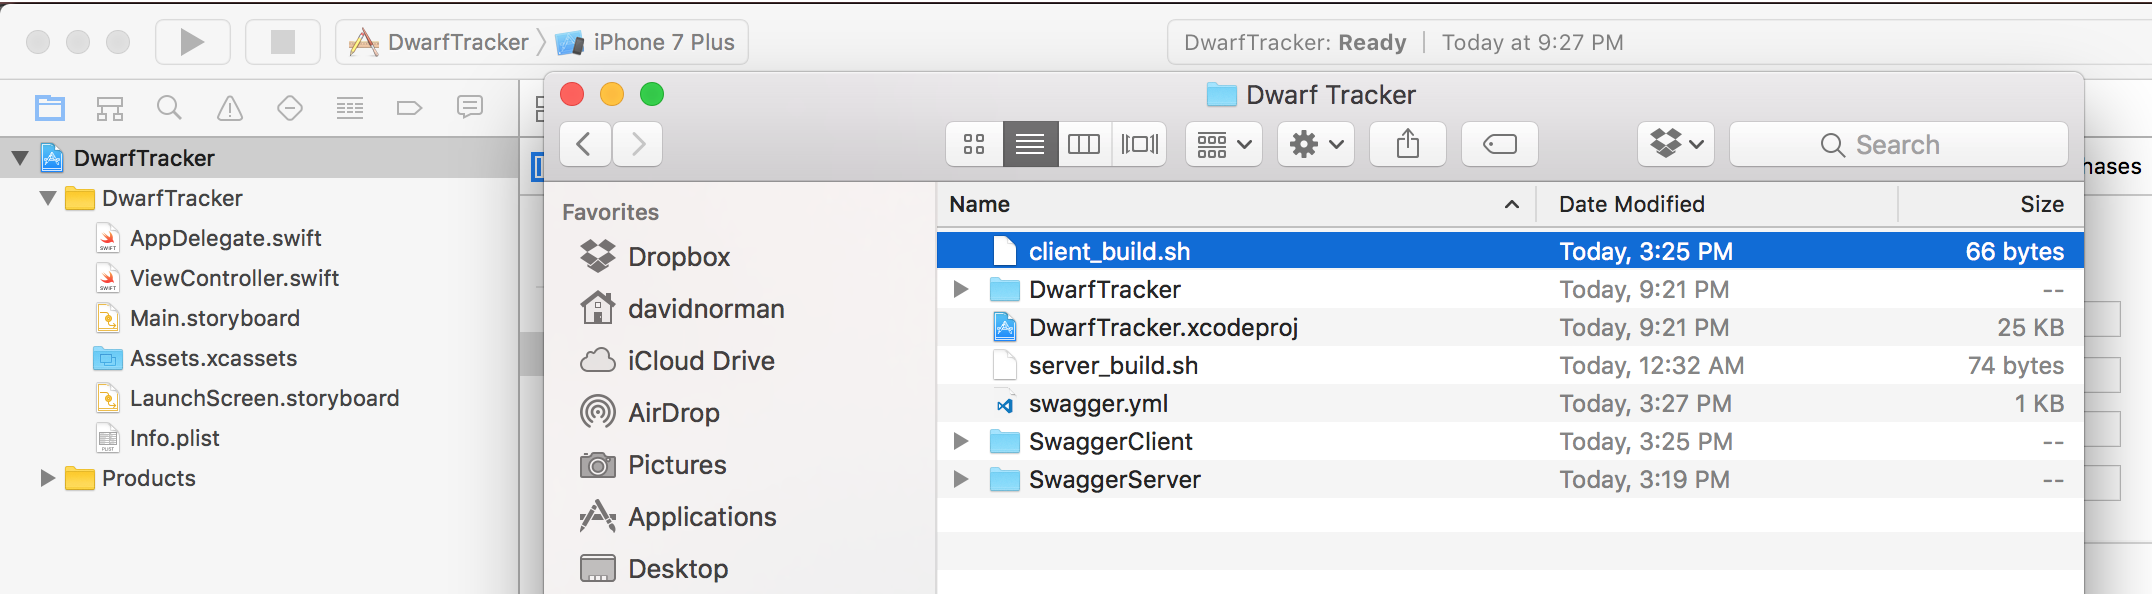 DwarfTracker
iPhone 7 Plus
DwarfTracker: Ready
Today at 9:27 PM
DwarfTracker
DwarfTracker
AppDelegate.swift
ViewController.swift
Main.storyboard
Assets.xcassets
LaunchScreen.storyboard
Info.plist
Products
Dwarf Tracker
Search
Favorites
Dropbox
davidnorman
iCloud Drive
AirDrop
Pictures
Applications
Desktop
Name Date Modified Size
client_build.sh Today, 3:25 PM 66 bytes
DwarfTracker Today, 9:21 PM --
DwarfTracker.xcodeproj Today, 9:21 PM 25 KB
server_build.sh Today, 12:32 AM 74 bytes
swagger.yml Today, 3:27 PM 1 KB
SwaggerClient Today, 3:25 PM --
SwaggerServer Today, 3:19 PM --
hases